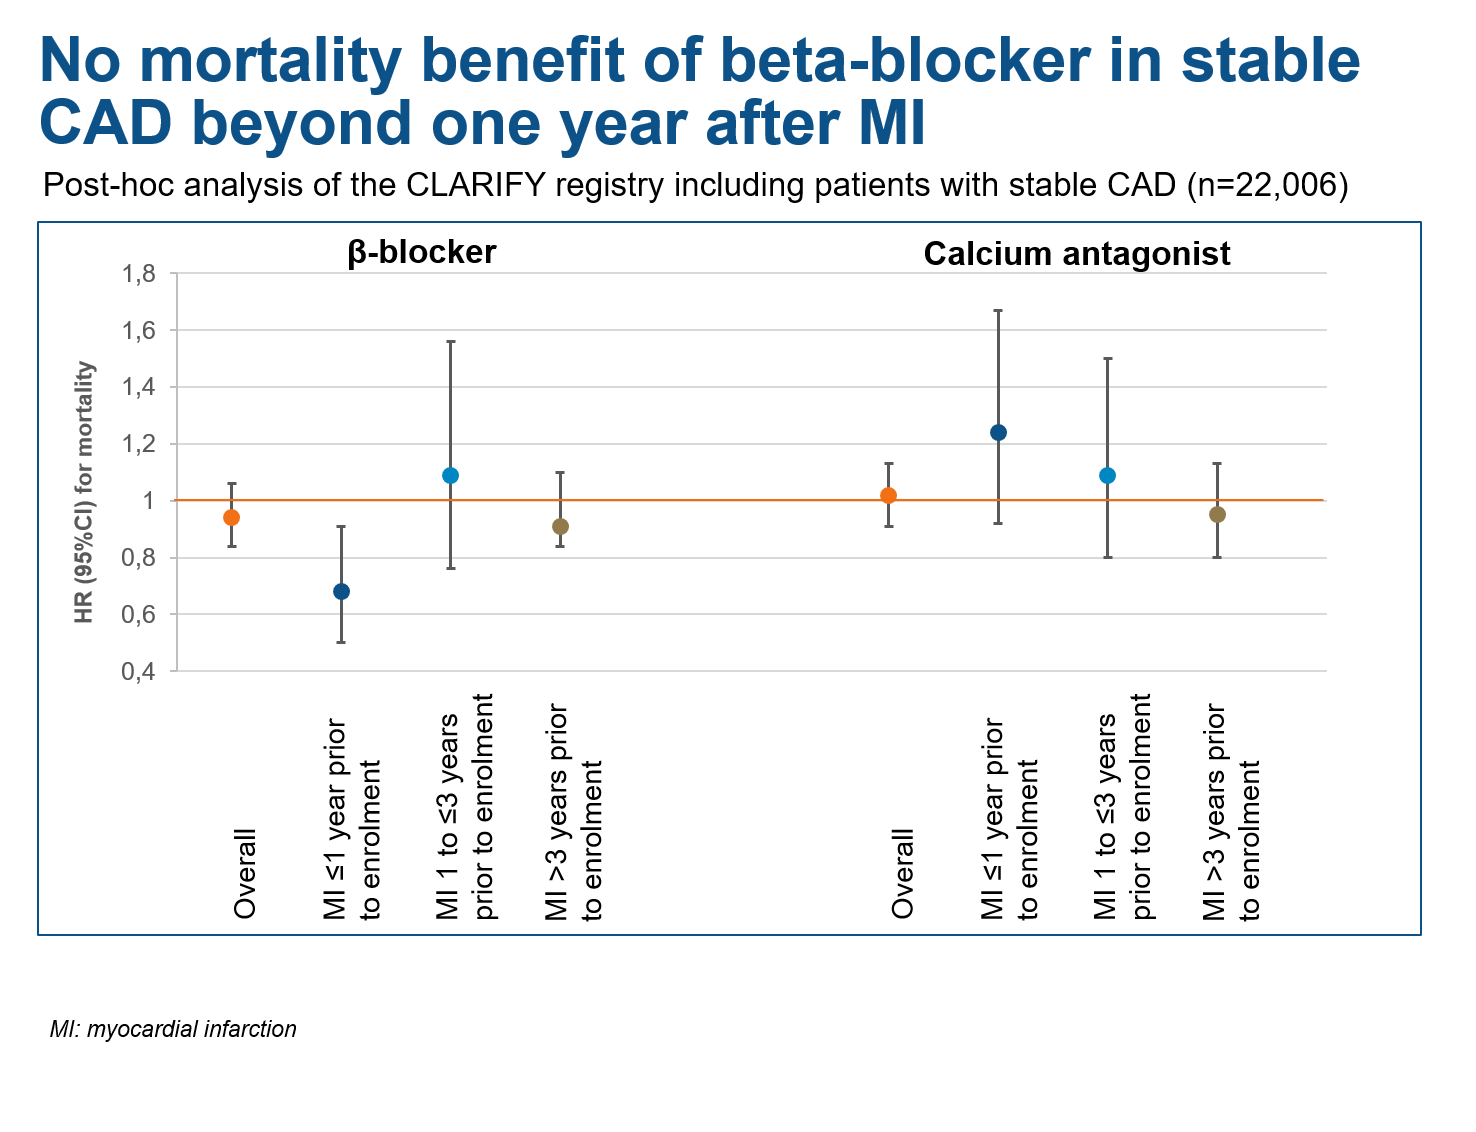 No mortality benefit of beta-blocker in stable
CAD beyond one year after MI
Post-hoc analysis of the CLARIFY registry including patients with stable CAD (n=22,006)
β-blocker
Calcium antagonist
HR (95%CI) for mortality
1,8
1,6
1,4
1,2
1
0,8
0,6
0,4
Overall
MI ≤1 year prior
to enrolment
MI 1 to ≤3 years
prior to enrolment
MI >3 years prior
to enrolment
Overall
MI ≤1 year prior
to enrolment
MI 1 to ≤3 years
prior to enrolment
MI >3 years prior
to enrolment
MI: myocardial infarction